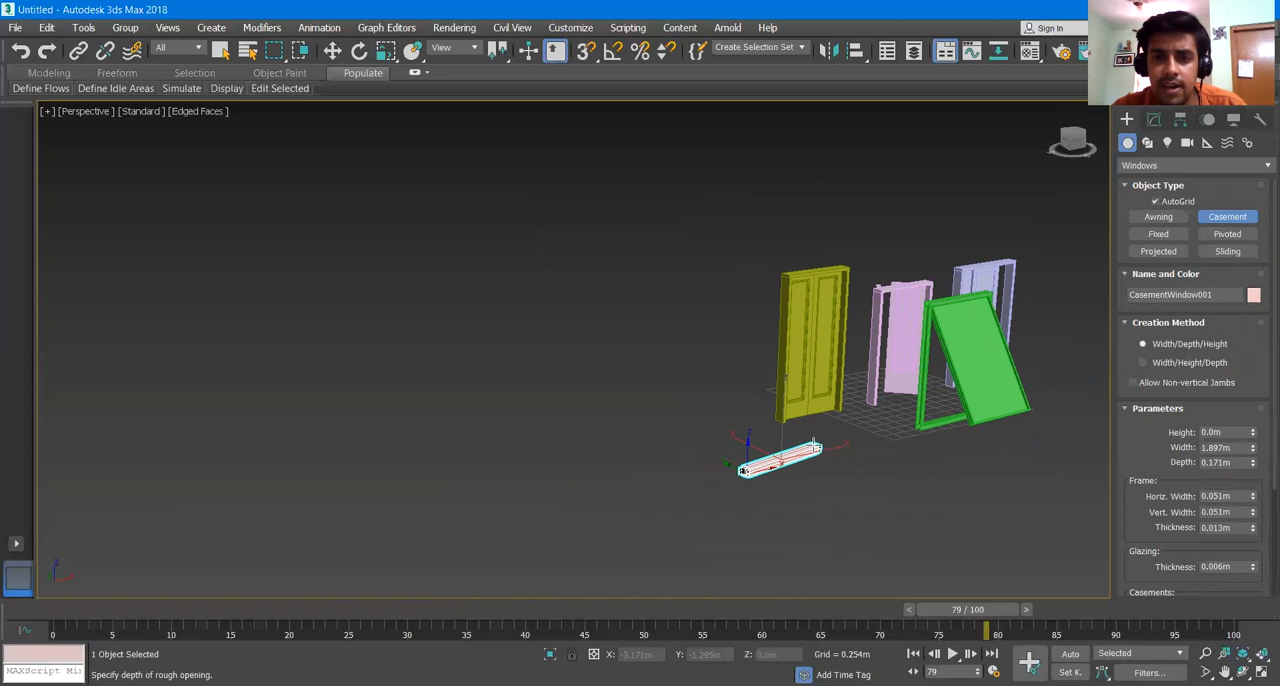 Untitled - Autodesk 3ds Max 2018
File Edit Tools Group Views Create Modifiers Animation Graph Editors Rendering Civil View Customize Scripting Content Arnold Help Sign In
All View Create Selection Set
Modeling Freeform Selection Object Paint Populate
Define Flows Define Idle Areas Simulate Display Edit Selected
[+] [Perspective ] [Standard ] [Edged Faces ]
Windows
Object Type
AutoGrid
Awning Casement
Fixed Pivoted
Projected Sliding
Name and Color
CasementWindow001
Creation Method
Width/Depth/Height
Width/Height/Depth
Allow Non-vertical Jambs
Parameters
Height: 0.0m
Width: 1.897m
Depth: 0.171m
Frame:
Horiz. Width: 0.051m
Vert. Width: 0.051m
Thickness: 0.013m
Glazing:
Thickness: 0.006m
Casements:
< 79 / 100 >
0 5 10 15 20 25 30 35 40 45 50 55 60 65 70 75 80 85 90 95 100
1 Object Selected X: -3.171m Y: -1.295m Z: 0.0m Grid = 0.254m Auto Selected
MAXScript Mi Specify depth of rough opening. Add Time Tag 79 Set K. Filters...